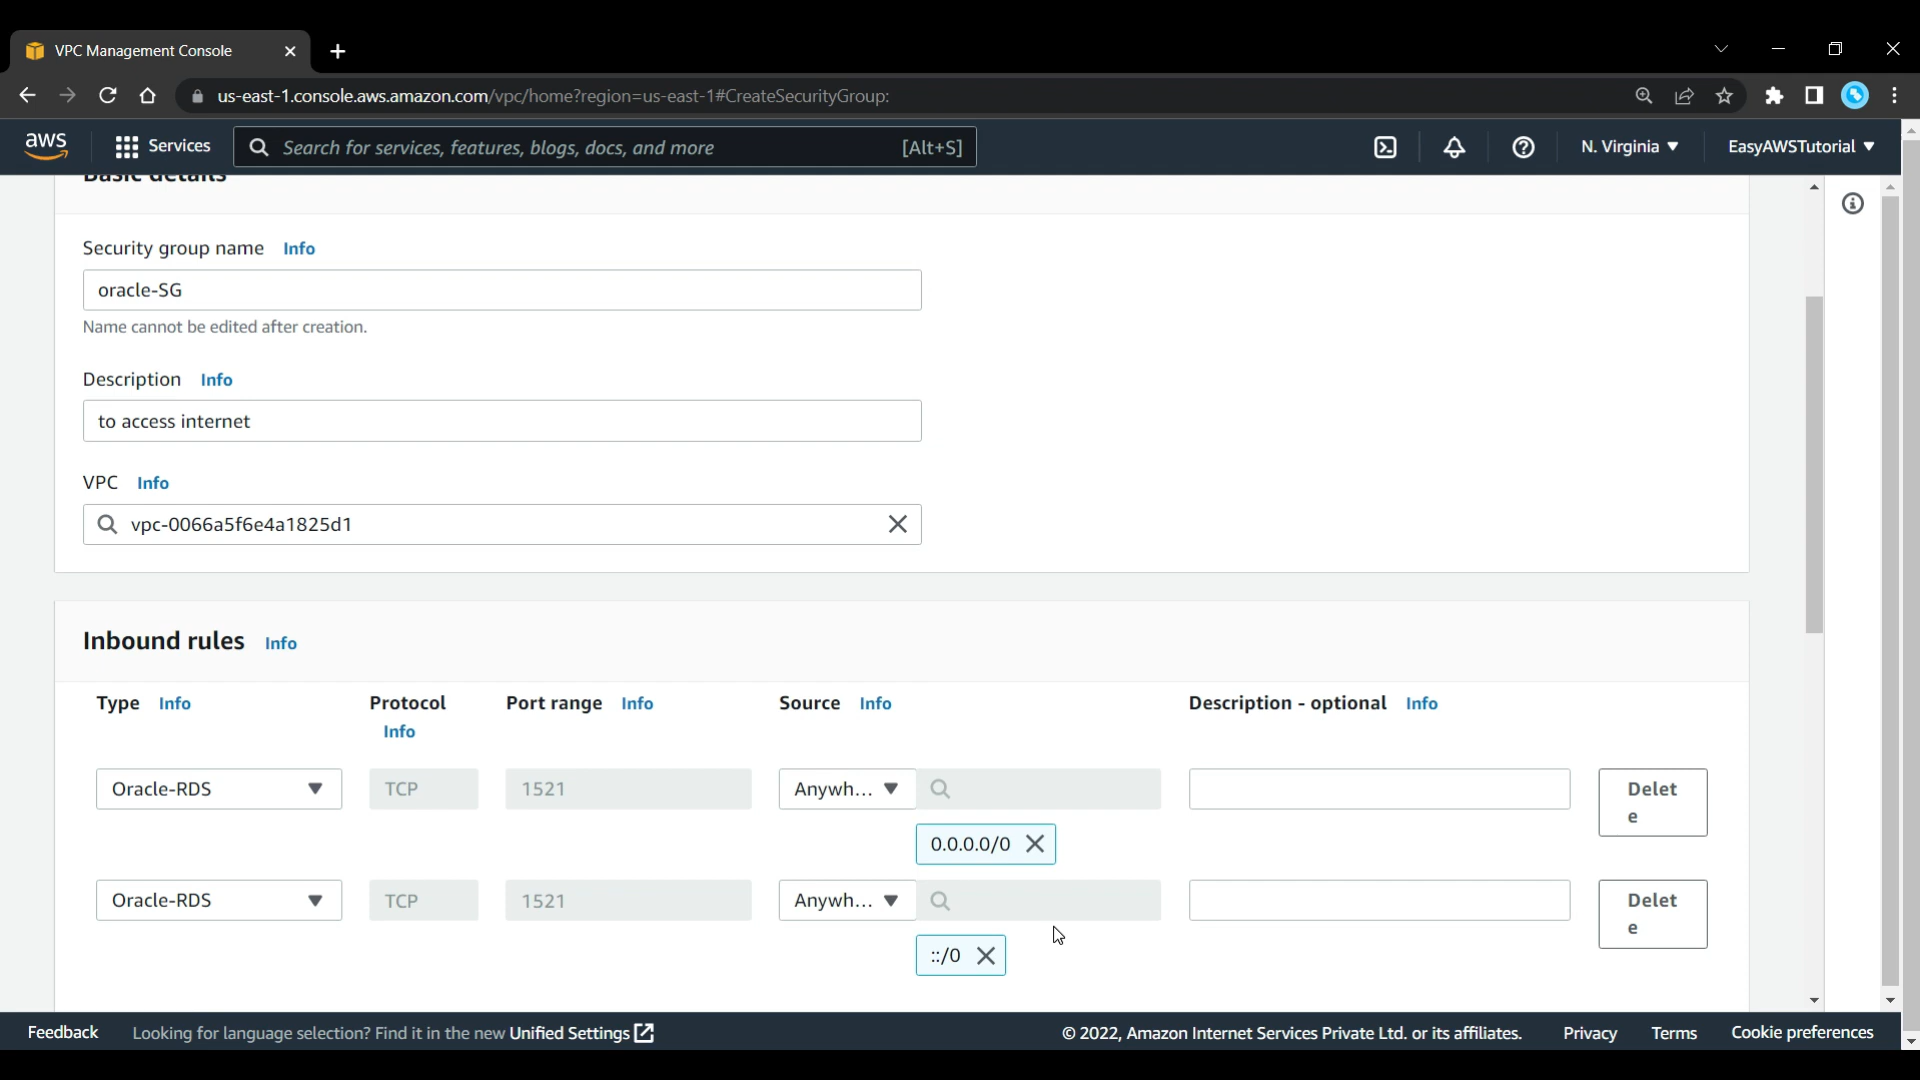 VPC Management Console
us-east-1.console.aws.amazon.com/vpc/home?region=us-east-1#CreateSecurityGroup:
aws Services Search for services, features, blogs, docs, and more [Alt+S] N. Virginia EasyAWSTutorial
Basic details
Security group name Info
oracle-SG
Name cannot be edited after creation.
Description Info
to access internet
VPC Info
vpc-0066a5f6e4a1825d1
Inbound rules Info
Type Info Protocol Port range Info Source Info Description - optional Info
Info
Oracle-RDS TCP 1521 Anywh... Delet
e
0.0.0.0/0
Oracle-RDS TCP 1521 Anywh... Delet
e
::/0
Feedback Looking for language selection? Find it in the new Unified Settings © 2022, Amazon Internet Services Private Ltd. or its affiliates. Privacy Terms Cookie preferences